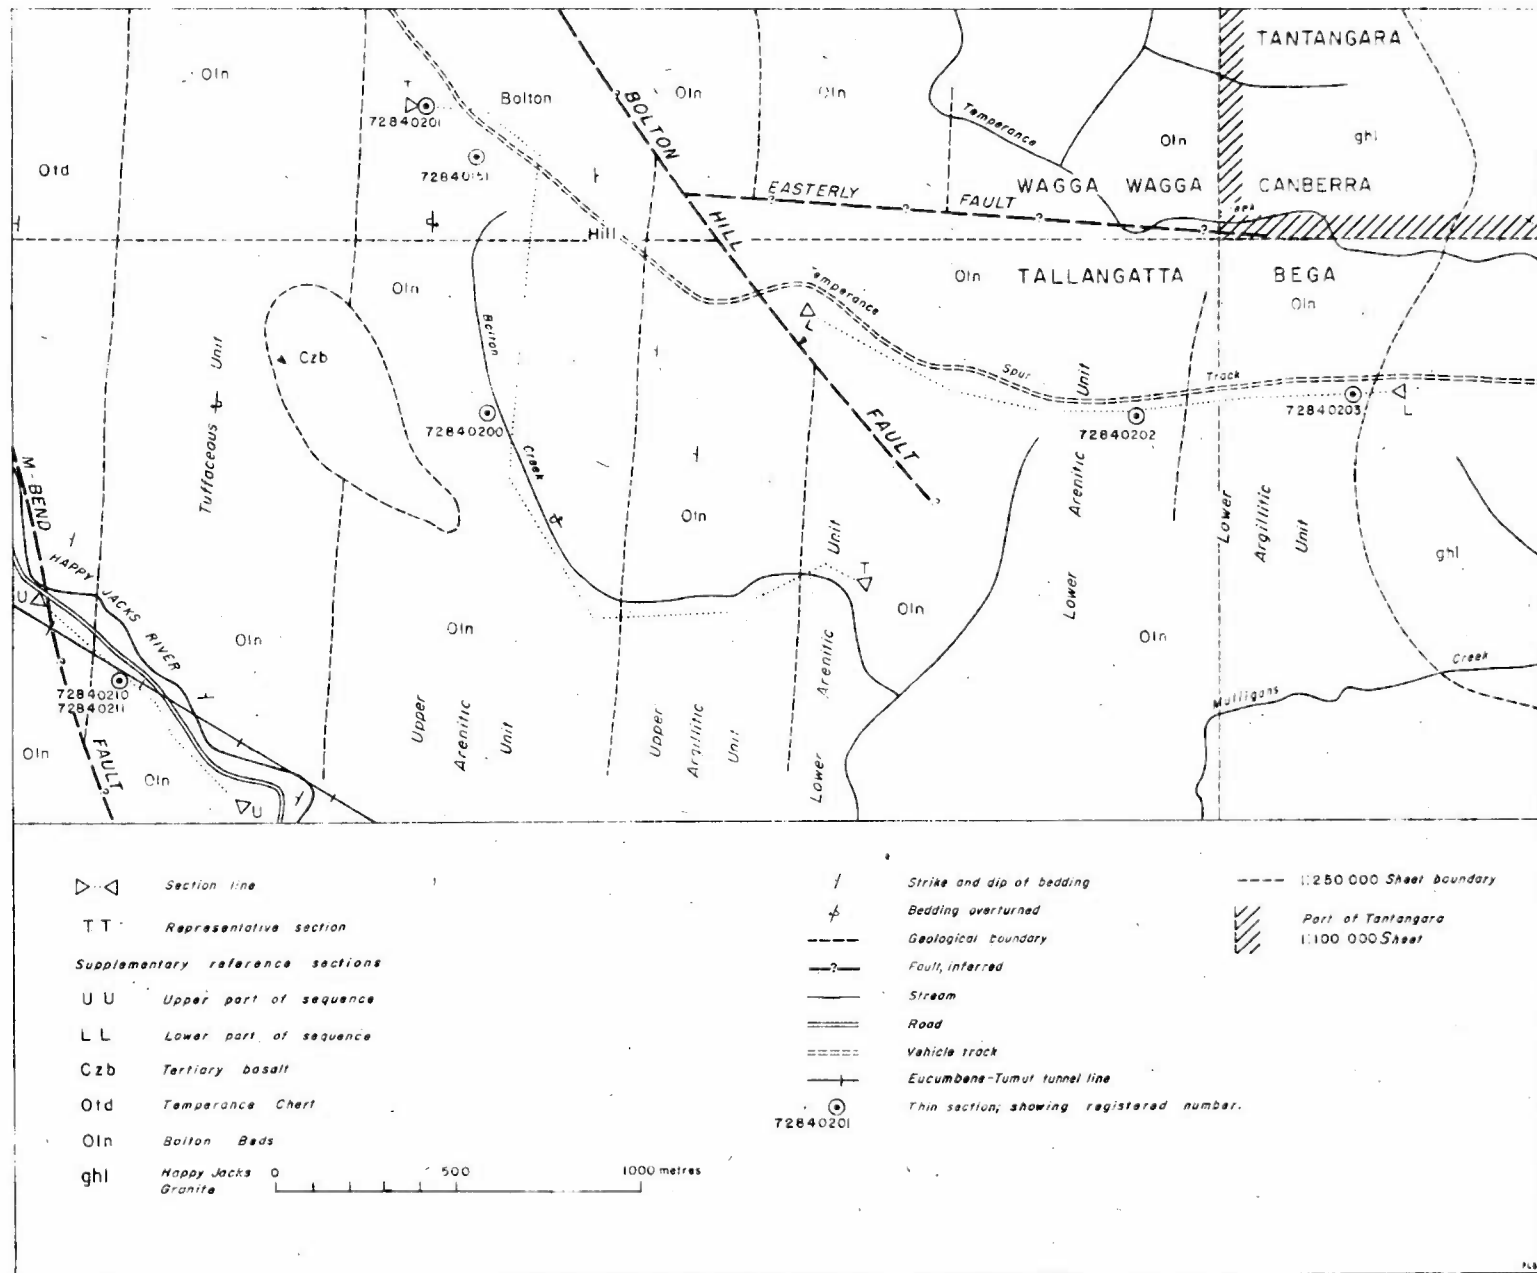 TANTANGARA
Oln
T
Bolton
BOLTON
Oln
Oln
72840201
Temperance
Oln
ghl
Otd
72840151
EASTERLY
FAULT
WAGGA WAGGA
CANBERRA
Hill
HILL
Oln
Oln
TALLANGATTA
BEGA
Oln
Temperance
L
Bolton
Czb
Tuffaceous Unit
Spur
Track
Unit
72840203
L
72840200
72840202
Creek
FAULT
M-BEND
Oln
Arenitic
Lower
Argillitic
Unit
Unit
HAPPY JACKS RIVER
T
ghl
U
Oln
Oln
Oln
Lower
Oln
Arenitic
Creek
72840210
72840211
Mulligans
Upper
Arenitic
Unit
Upper
Argillitic
Unit
Lower
Oln
FAULT
Oln
U
Section line
T T Representative section
Supplementary reference sections
U U Upper part of sequence
L L Lower part of sequence
Czb Tertiary basalt
Otd Temperance Chert
Oln Bolton Beds
ghl Happy Jacks
Granite
0 500 1000 metres
Strike and dip of bedding
Bedding overturned
Geological boundary
Fault, inferred
Stream
Road
Vehicle track
Eucumbene-Tumut tunnel line
Thin section; showing registered number.
72840201
1:250 000 Sheet boundary
Part of Tantangara
1:100 000 Sheet